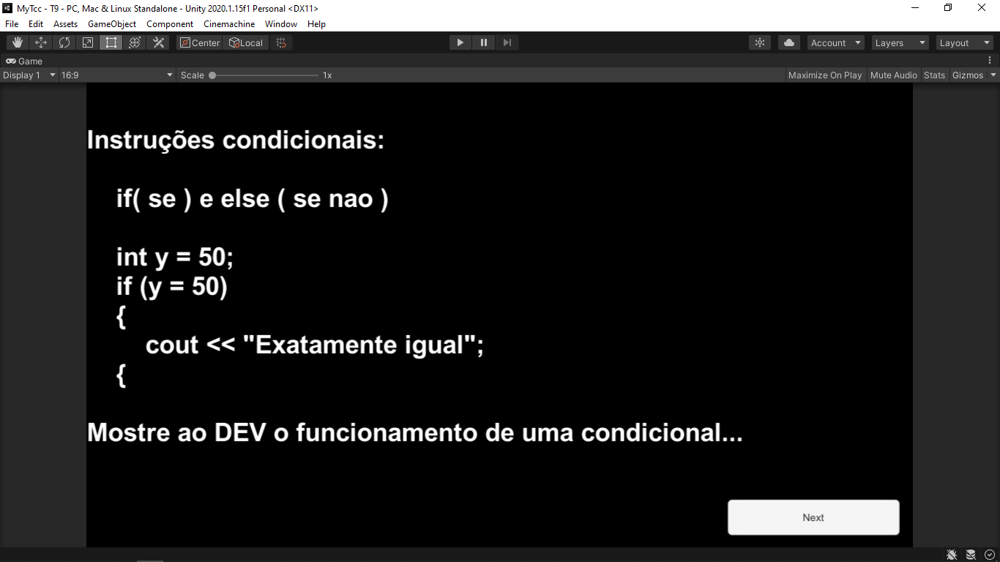 MyTcc - T9 - PC, Mac & Linux Standalone - Unity 2020.1.15f1 Personal <DX11>
File Edit Assets GameObject Component Cinemachine Window Help
Center Local Account Layers Layout
Game
Display 1 16:9 Scale 1x Maximize On Play Mute Audio Stats Gizmos
Instruções condicionais:
if( se ) e else ( se nao )
int y = 50;
if (y = 50)
{
cout << "Exatamente igual";
{
Mostre ao DEV o funcionamento de uma condicional...
Next